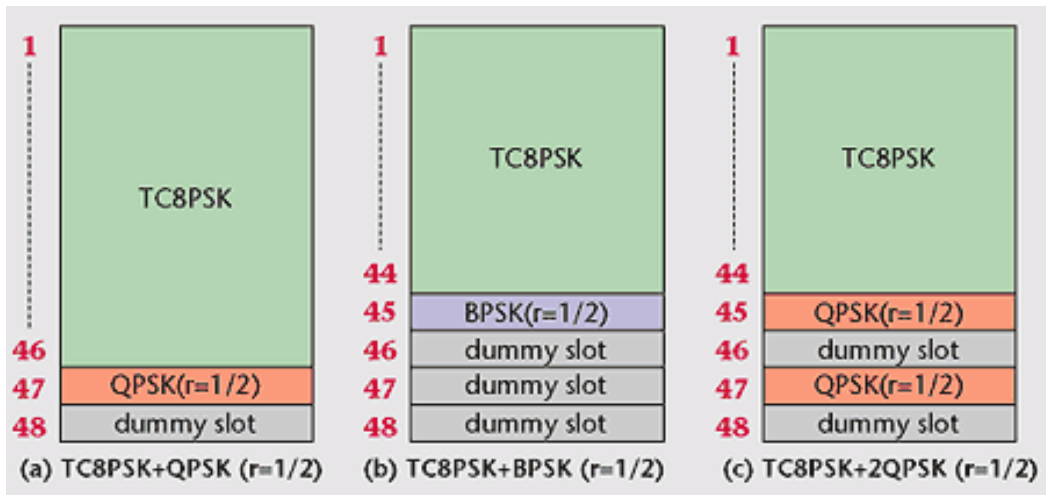 1
TC8PSK
46
47
QPSK(r=1/2)
48
dummy slot
(a) TC8PSK+QPSK (r=1/2)
1
TC8PSK
44
45
BPSK(r=1/2)
46
dummy slot
47
dummy slot
48
dummy slot
(b) TC8PSK+BPSK (r=1/2)
1
TC8PSK
44
45
QPSK(r=1/2)
46
dummy slot
47
QPSK(r=1/2)
48
dummy slot
(c) TC8PSK+2QPSK (r=1/2)